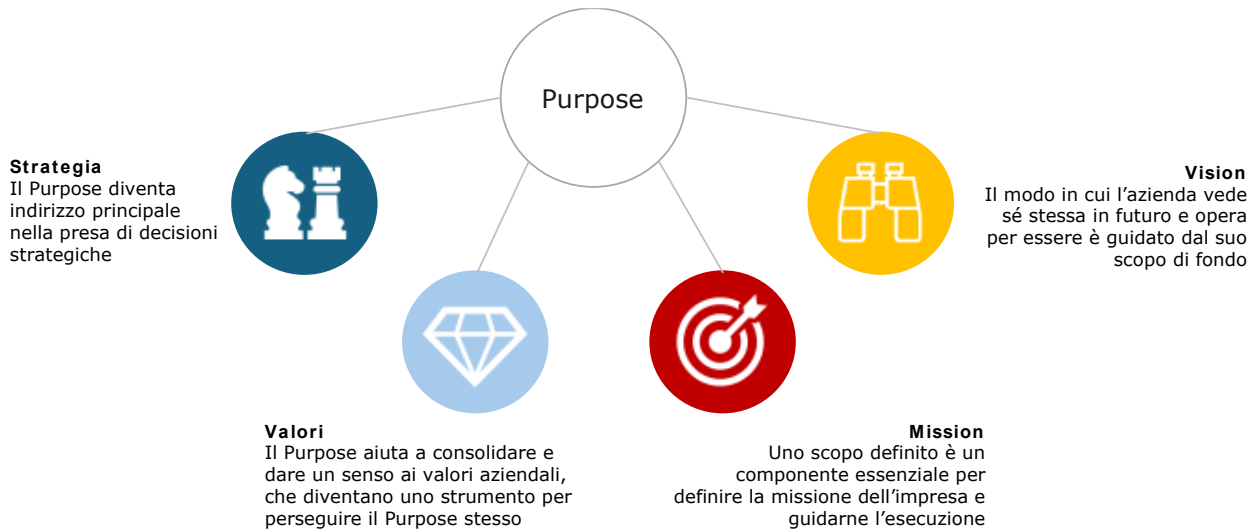 Purpose
Strategia
Il Purpose diventa
indirizzo principale
nella presa di decisioni
strategiche
Vision
Il modo in cui l’azienda vede
sé stessa in futuro e opera
per essere è guidato dal suo
scopo di fondo
Valori
Il Purpose aiuta a consolidare e
dare un senso ai valori aziendali,
che diventano uno strumento per
perseguire il Purpose stesso
Mission
Uno scopo definito è un
componente essenziale per
definire la missione dell’impresa e
guidarne l’esecuzione